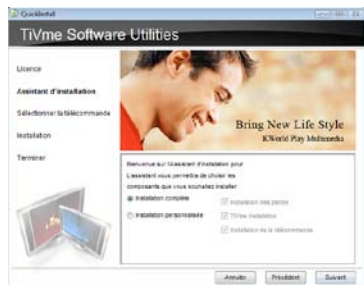 QuickInstall
TiVme Software Utilities
Licence
Assistant d'installation
Sélectionner la télécommande
Installation
Terminer
Bring New Life Style
KWorld Play Multimedia
Bienvenue sur l'Assistant d'installation pour
L'assistant vous permettra de choisir les
composants que vous souhaitez installer
Installation complète
Installation personnalisée
Installation des pilotes
TiVme Installation
Installation de la télécommande
Annuler
Précédent
Suivant